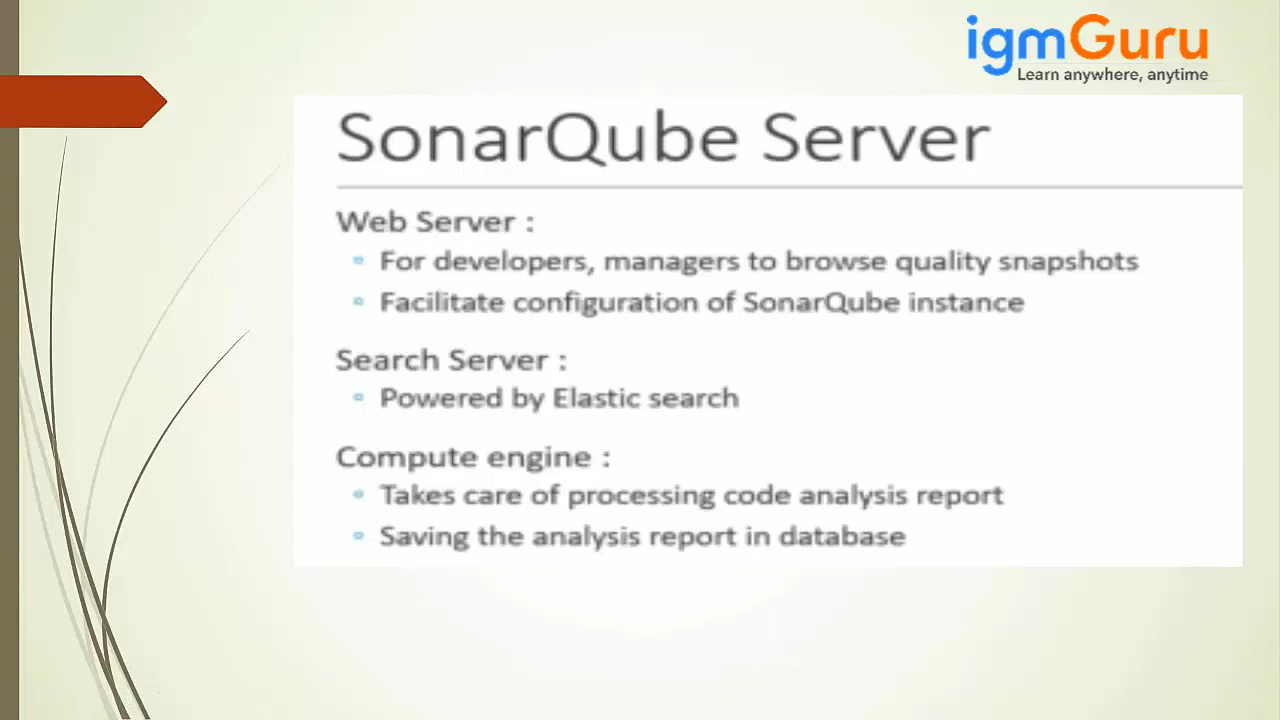 igmGuru
Learn anywhere, anytime
SonarQube Server
Web Server :
For developers, managers to browse quality snapshots
Facilitate configuration of SonarQube instance
Search Server :
Powered by Elastic search
Compute engine :
Takes care of processing code analysis report
Saving the analysis report in database